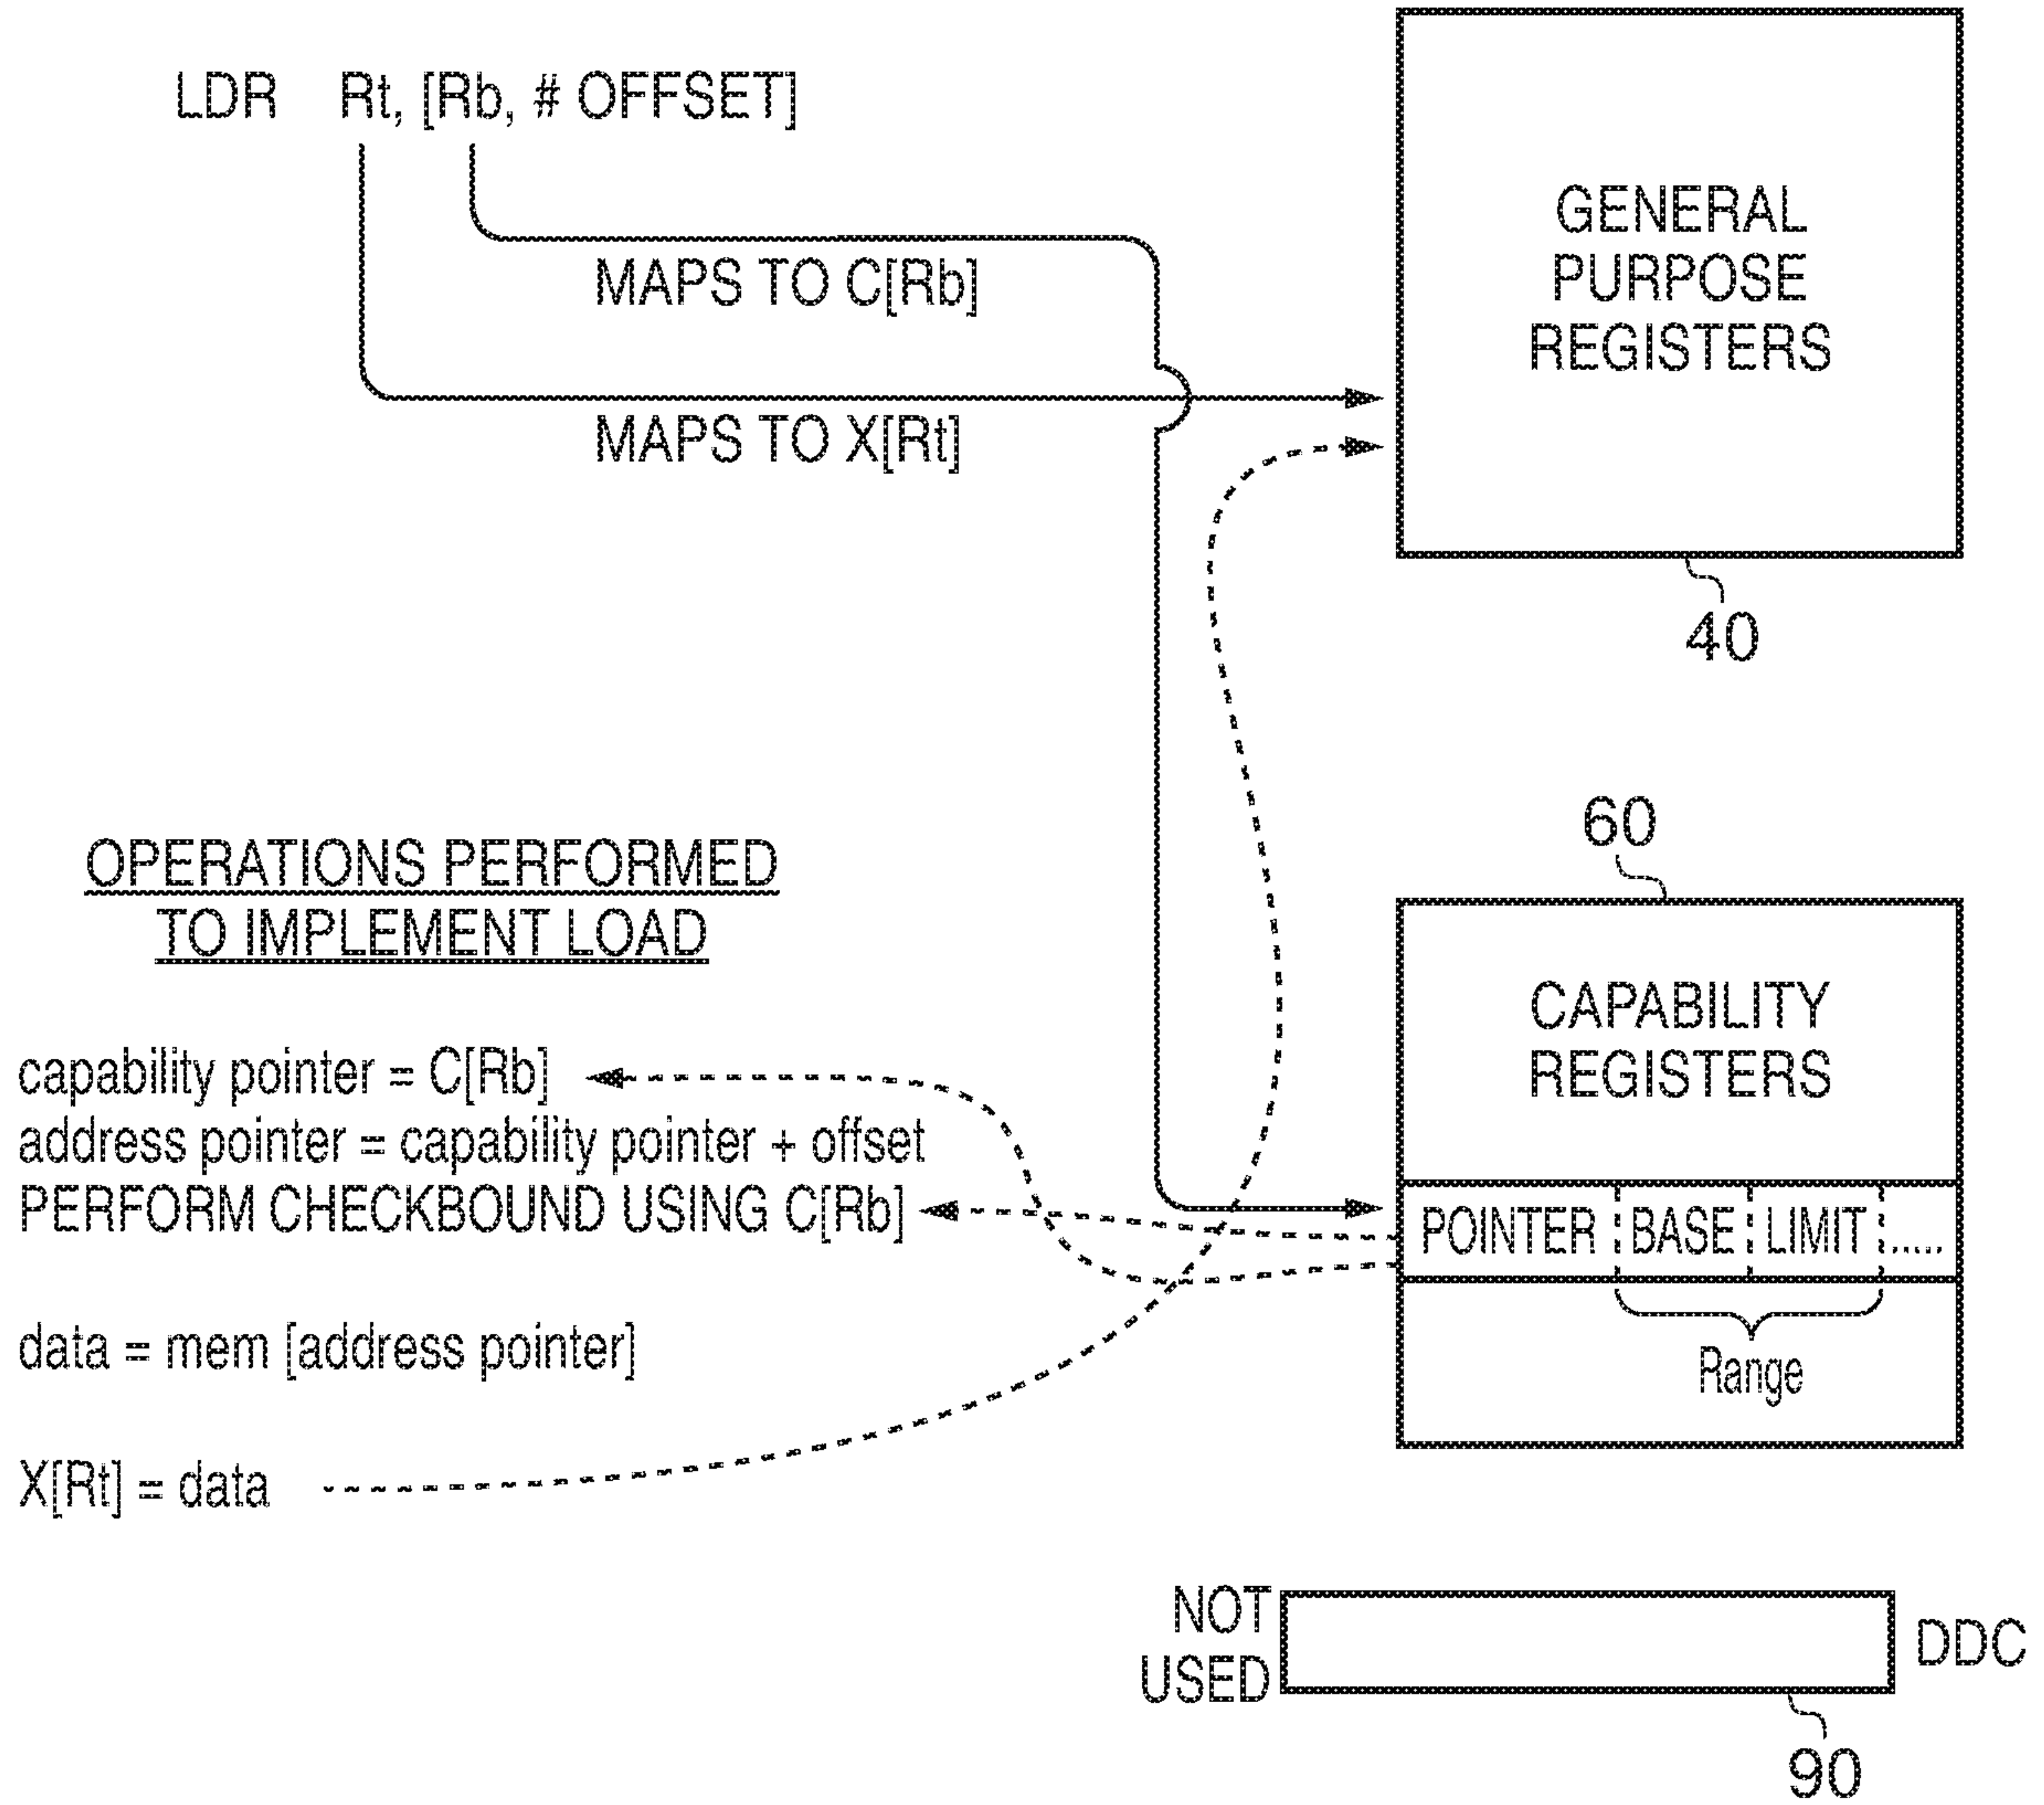 LDR Rt, [Rb, # OFFSET]
MAPS TO C[Rb]
MAPS TO X[Rt]
GENERAL
PURPOSE
REGISTERS
40
60
OPERATIONS PERFORMED
TO IMPLEMENT LOAD
CAPABILITY
REGISTERS
capability pointer = C[Rb]
address pointer = capability pointer + offset
PERFORM CHECKBOUND USING C[Rb]
POINTER BASE LIMIT .....
Range
data = mem [address pointer]
X[Rt] = data
NOT
USED
DDC
90